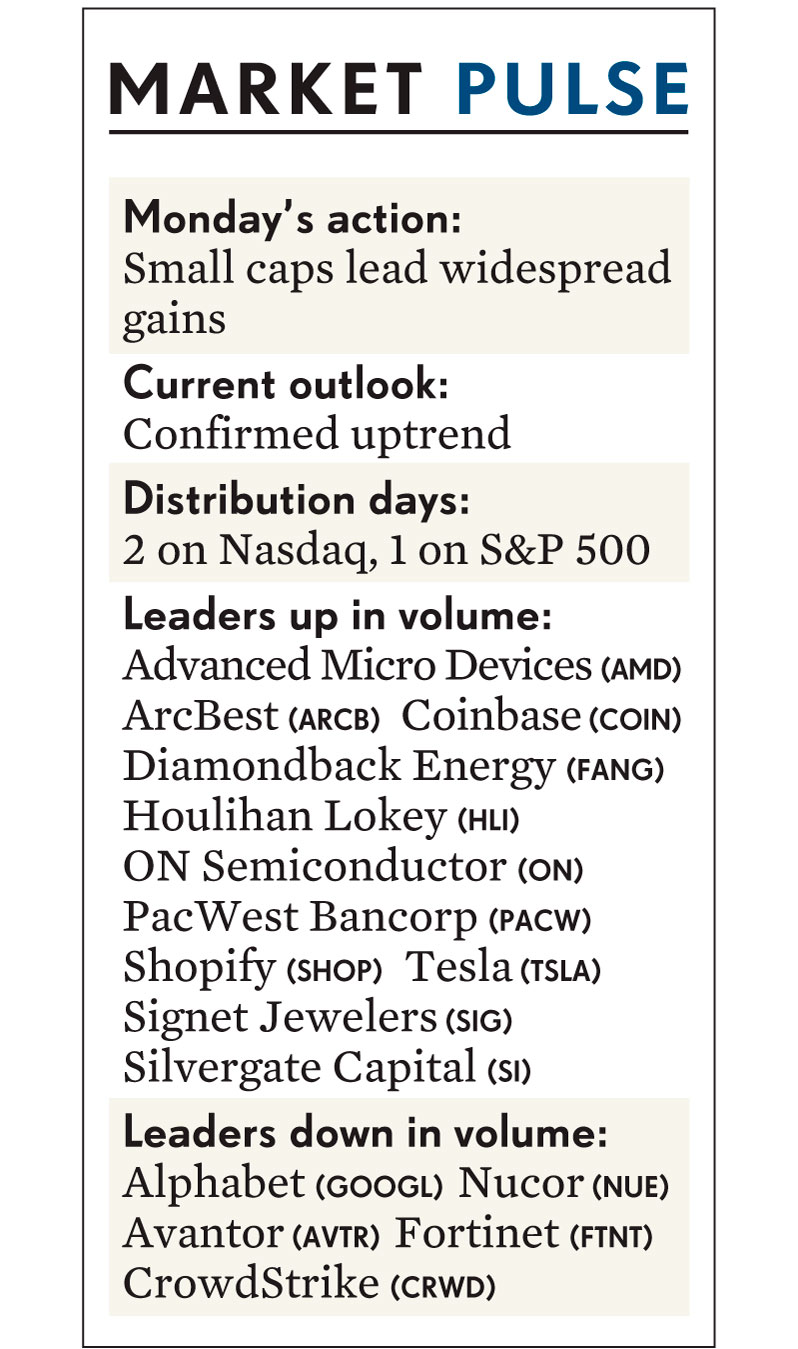 MARKET PULSE
Monday’s action:
Small caps lead widespread
gains
Current outlook:
Confirmed uptrend
Distribution days:
2 on Nasdaq, 1 on S&P 500
Leaders up in volume:
Advanced Micro Devices (AMD)
ArcBest (ARCB) Coinbase (COIN)
Diamondback Energy (FANG)
Houlihan Lokey (HLI)
ON Semiconductor (ON)
PacWest Bancorp (PACW)
Shopify (SHOP) Tesla (TSLA)
Signet Jewelers (SIG)
Silvergate Capital (SI)
Leaders down in volume:
Alphabet (GOOGL) Nucor (NUE)
Avantor (AVTR) Fortinet (FTNT)
CrowdStrike (CRWD)